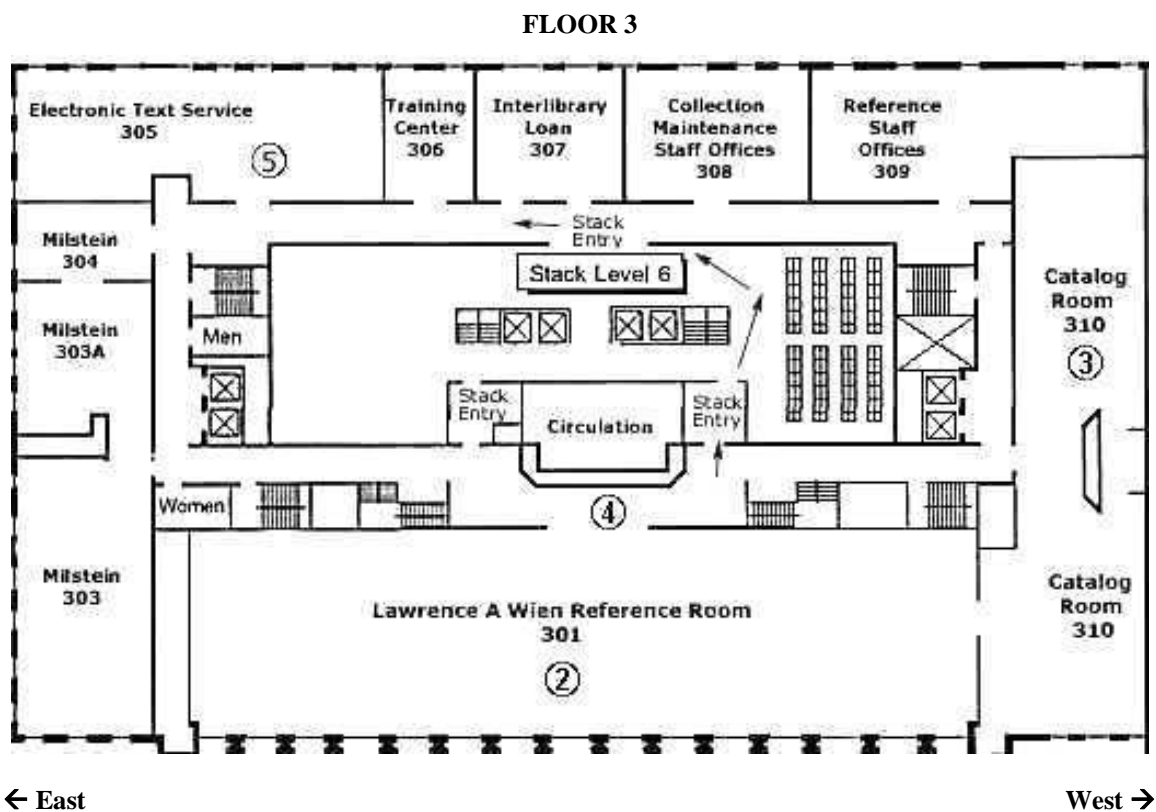 FLOOR 3
Electronic Text Service
305
⑤
Training
Center
306
Interlibrary
Loan
307
Collection
Maintenance
Staff Offices
308
Reference
Staff
Offices
309
Stack
Entry
Stack Level 6
Milstein
304
Milstein
303A
Men
Catalog
Room
310
③
Stack
Entry
Circulation
Stack
Entry
Women
④
Milstein
303
Lawrence A Wien Reference Room
301
②
Catalog
Room
310
← East
West →